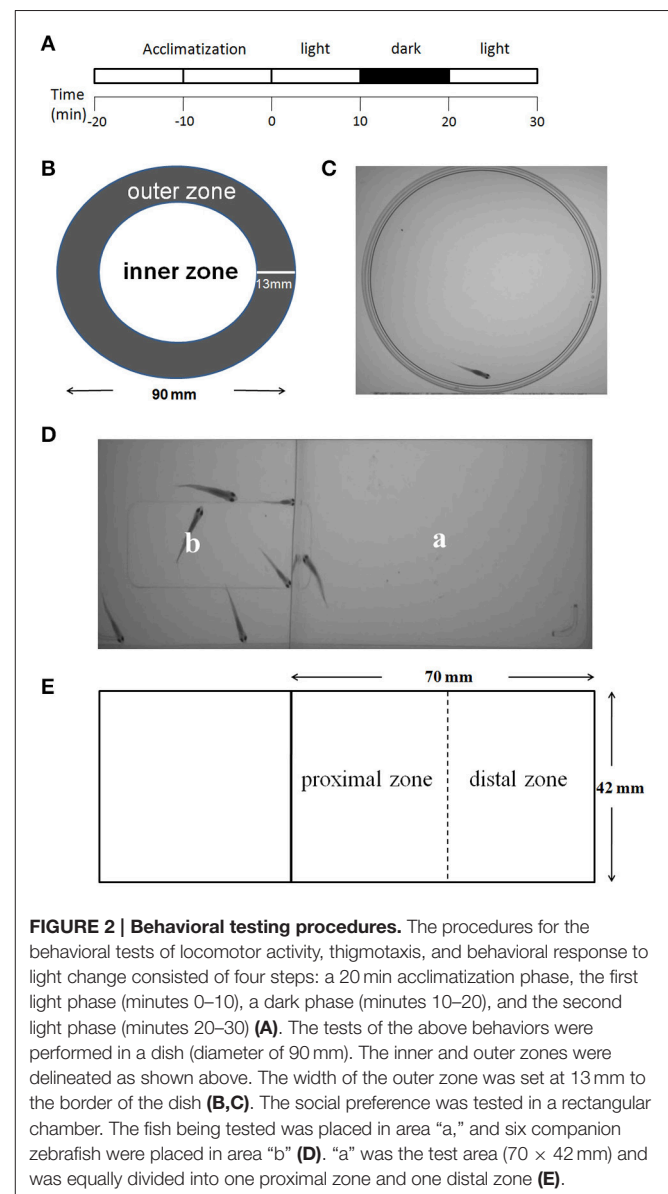 A
Acclimatization light dark light
Time
(min)
-20 -10 0 10 20 30
B
outer zone
inner zone
13mm
90 mm
C
D
b
a
E
70 mm
proximal zone distal zone
42 mm
FIGURE 2 | Behavioral testing procedures. The procedures for the
behavioral tests of locomotor activity, thigmotaxis, and behavioral response to
light change consisted of four steps: a 20 min acclimatization phase, the first
light phase (minutes 0–10), a dark phase (minutes 10–20), and the second
light phase (minutes 20–30) (A). The tests of the above behaviors were
performed in a dish (diameter of 90 mm). The inner and outer zones were
delineated as shown above. The width of the outer zone was set at 13 mm to
the border of the dish (B,C). The social preference was tested in a rectangular
chamber. The fish being tested was placed in area “a,” and six companion
zebrafish were placed in area “b” (D). “a” was the test area (70 × 42 mm) and
was equally divided into one proximal zone and one distal zone (E).